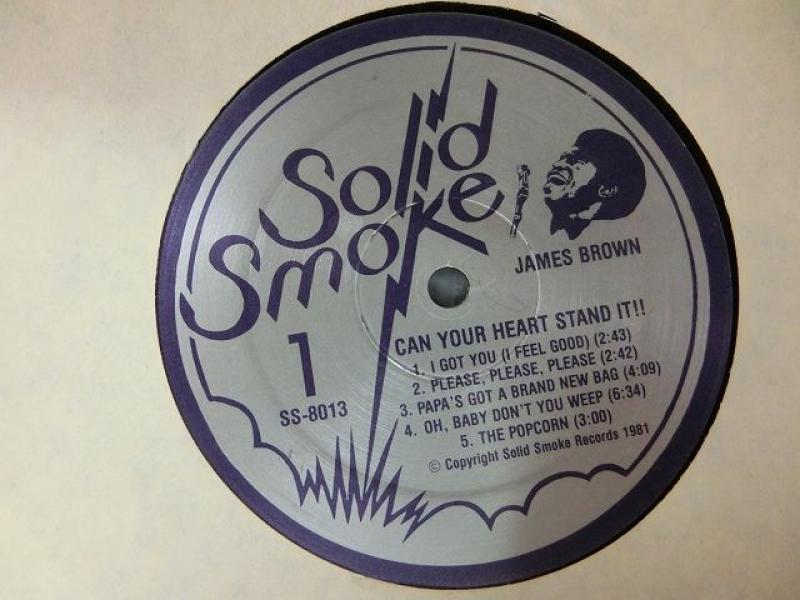 Solid
Smoke
JAMES BROWN
1
SS-8013
CAN YOUR HEART STAND IT!!
1. I GOT YOU (I FEEL GOOD) (2:43)
2. PLEASE, PLEASE, PLEASE (2:42)
3. PAPA'S GOT A BRAND NEW BAG (4:09)
4. OH, BABY DON'T YOU WEEP (6:34)
5. THE POPCORN (3:00)
© Copyright Solid Smoke Records 1981